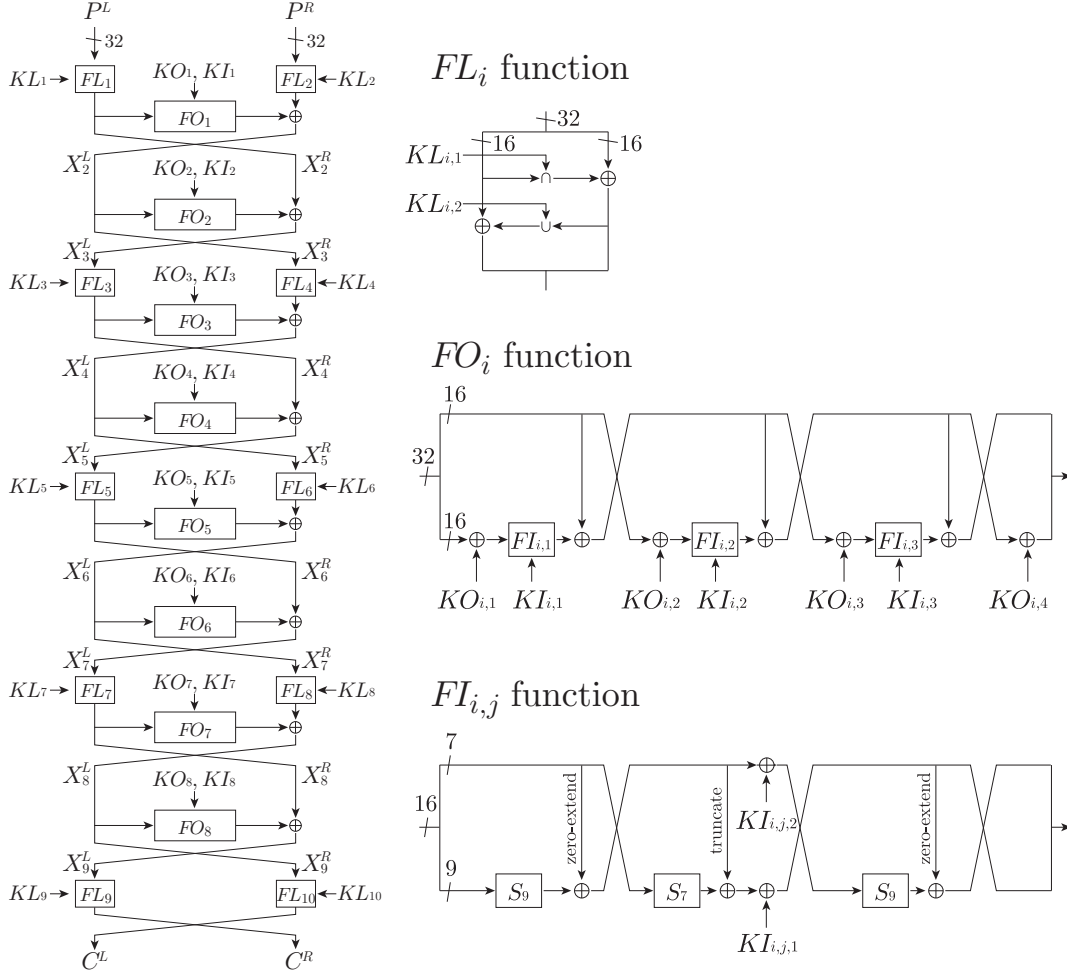 P^L P^R
32 32
KL₁ FL₁ KO₁, KI₁ FL₂ KL₂
FO₁
X₂^L KO₂, KI₂ X₂^R
FO₂
X₃^L X₃^R
KL₃ FL₃ KO₃, KI₃ FL₄ KL₄
FO₃
X₄^L KO₄, KI₄ X₄^R
FO₄
X₅^L X₅^R
KL₅ FL₅ KO₅, KI₅ FL₆ KL₆
FO₅
X₆^L KO₆, KI₆ X₆^R
FO₆
X₇^L X₇^R
KL₇ FL₇ KO₇, KI₇ FL₈ KL₈
FO₇
X₈^L KO₈, KI₈ X₈^R
FO₈
X₉^L X₉^R
KL₉ FL₉ FL₁₀ KL₁₀
C^L C^R
FL_i function
32
16 16
KL_{i,1}
∩
KL_{i,2}
∪
FO_i function
16
32
16 FI_{i,1} FI_{i,2} FI_{i,3}
KO_{i,1} KI_{i,1} KO_{i,2} KI_{i,2} KO_{i,3} KI_{i,3} KO_{i,4}
FI_{i,j} function
7
16 zero-extend truncate KI_{i,j,2} zero-extend
9 S₉ S₇ S₉
KI_{i,j,1}